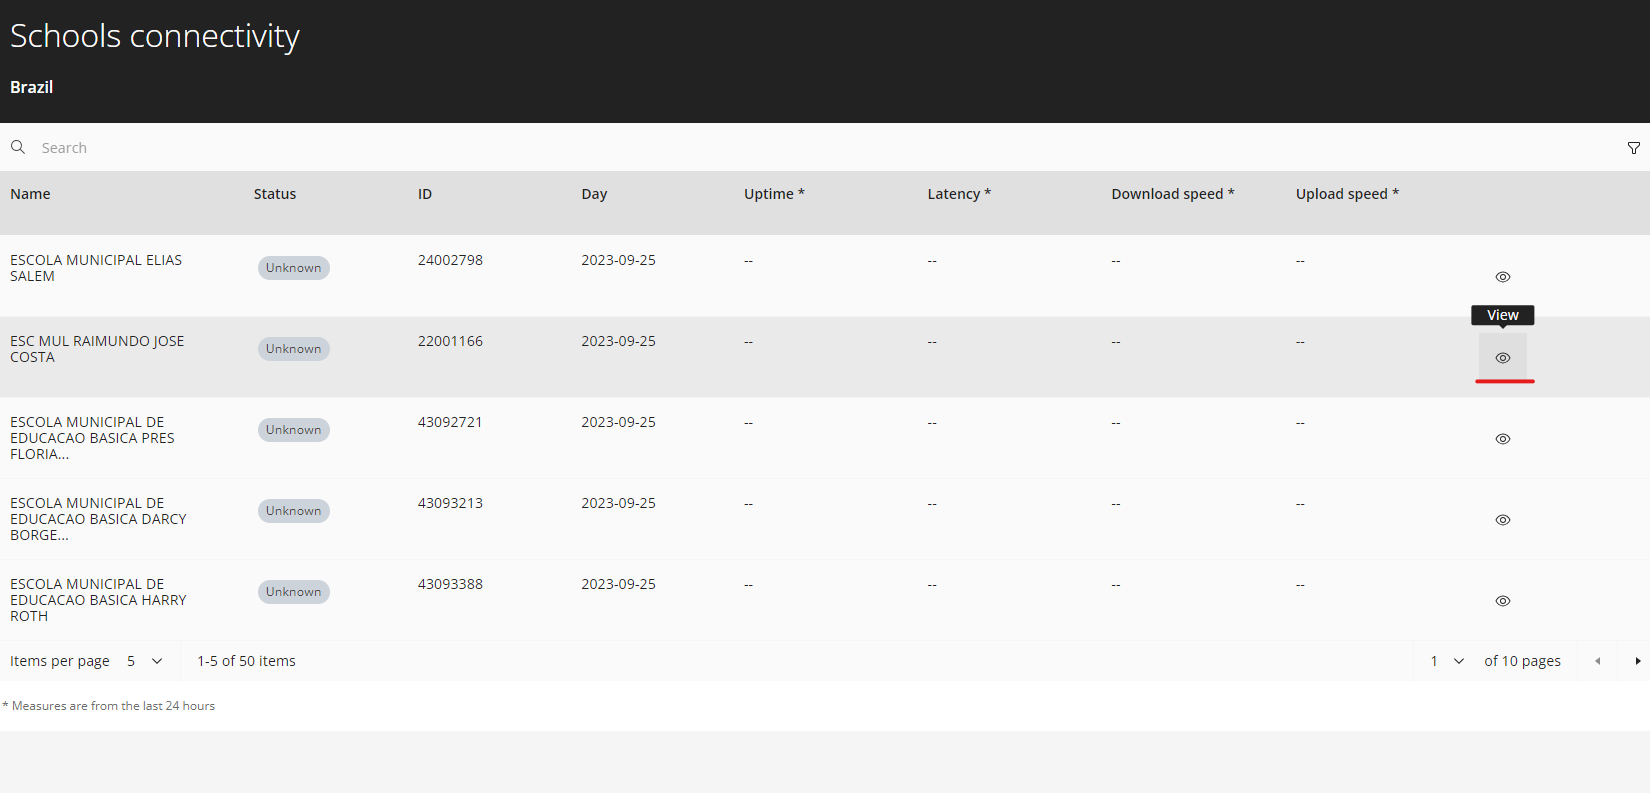 Schools connectivity
Brazil
Search
Name Status ID Day Uptime * Latency * Download speed * Upload speed *
ESCOLA MUNICIPAL ELIAS
SALEM
Unknown 24002798 2023-09-25 -- -- -- --
View
ESC MUL RAIMUNDO JOSE
COSTA
Unknown 22001166 2023-09-25 -- -- -- --
ESCOLA MUNICIPAL DE
EDUCACAO BASICA PRES
FLORIA...
Unknown 43092721 2023-09-25 -- -- -- --
ESCOLA MUNICIPAL DE
EDUCACAO BASICA DARCY
BORGE...
Unknown 43093213 2023-09-25 -- -- -- --
ESCOLA MUNICIPAL DE
EDUCACAO BASICA HARRY
ROTH
Unknown 43093388 2023-09-25 -- -- -- --
Items per page 5 1-5 of 50 items 1 of 10 pages
* Measures are from the last 24 hours